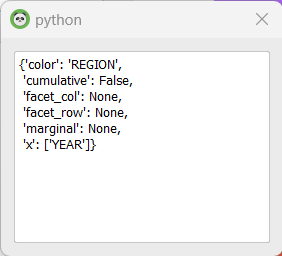 python
{'color': 'REGION',
 'cumulative': False,
 'facet_col': None,
 'facet_row': None,
 'marginal': None,
 'x': ['YEAR']}